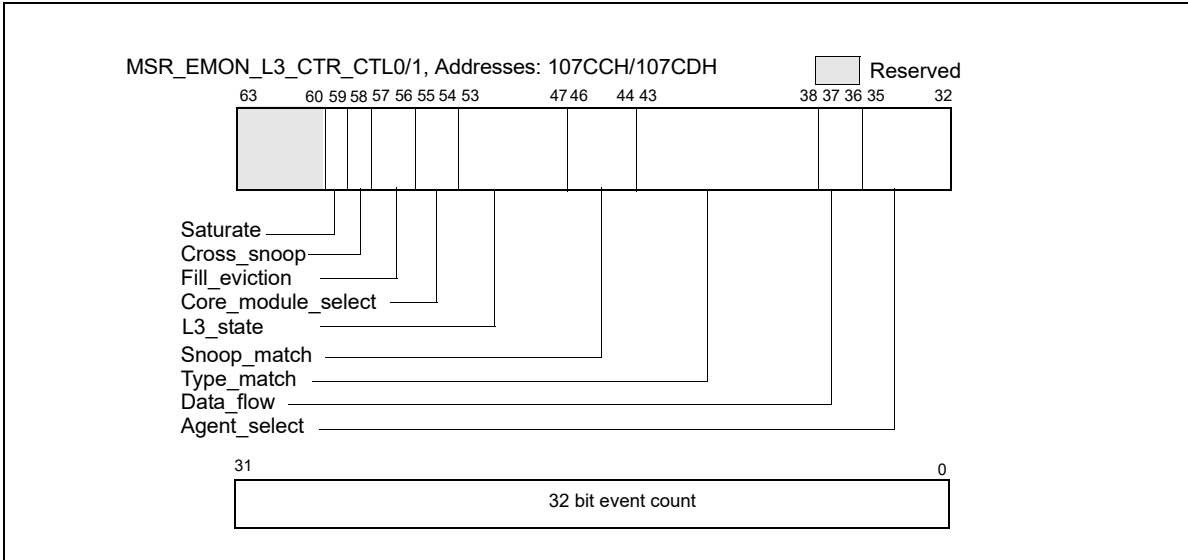 MSR_EMON_L3_CTR_CTL0/1, Addresses: 107CCH/107CDH
Reserved
63 60 59 58 57 56 55 54 53 47 46 44 43 38 37 36 35 32
Saturate
Cross_snoop
Fill_eviction
Core_module_select
L3_state
Snoop_match
Type_match
Data_flow
Agent_select
31 0
32 bit event count